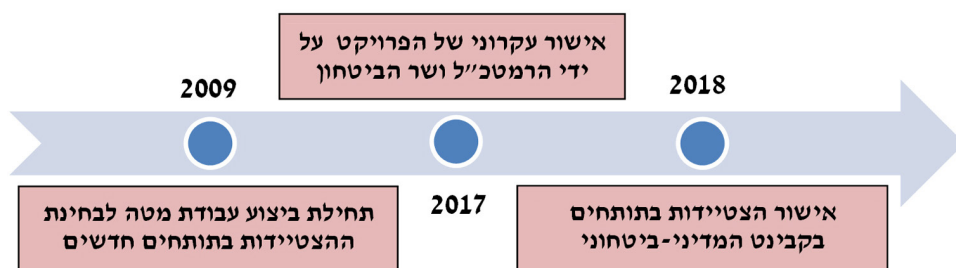 אישור עקרוני של הפרויקט על
ידי הרמטכ״ל ושר הביטחון
2009
2018
2017
תחילת ביצוע עבודת מטה לבחינת
ההצטיידות בתותחים חדשים
אישור הצטיידות בתותחים
בקבינט המדיני-ביטחוני